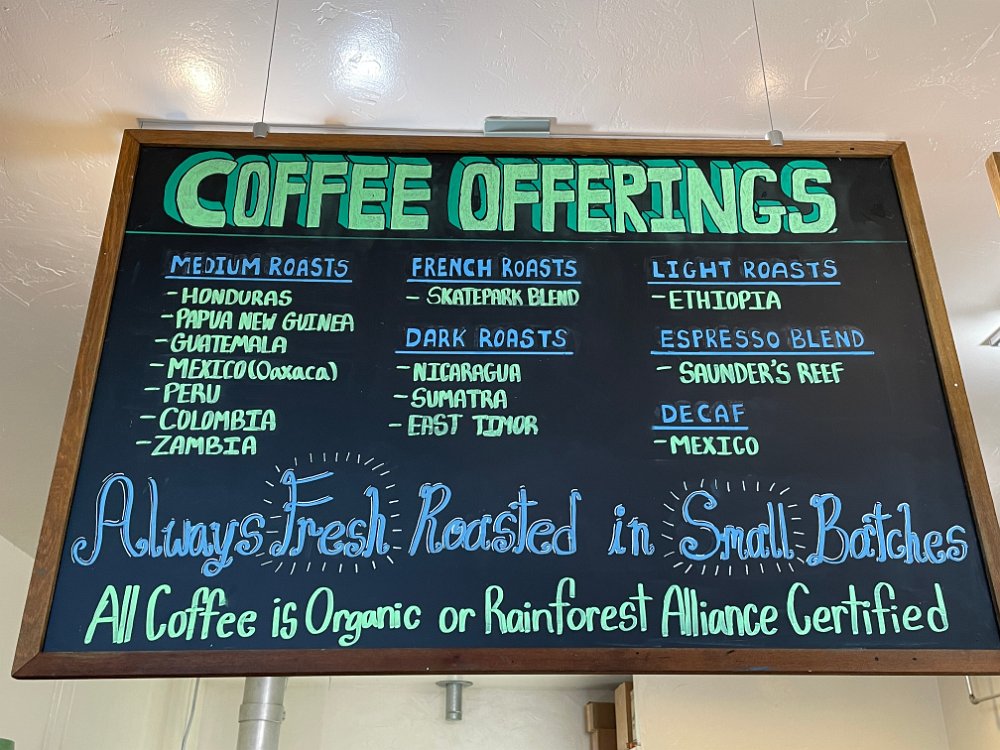 COFFEE OFFERINGS
MEDIUM ROASTS
- HONDURAS
- PAPUA NEW GUINEA
- GUATEMALA
- MEXICO (Oaxaca)
- PERU
- COLOMBIA
- ZAMBIA
FRENCH ROASTS
- SKATEPARK BLEND
DARK ROASTS
- NICARAGUA
- SUMATRA
- EAST TIMOR
LIGHT ROASTS
- ETHIOPIA
ESPRESSO BLEND
- SAUNDER'S REEF
DECAF
- MEXICO
Always Fresh Roasted in Small Batches
All Coffee is Organic or Rainforest Alliance Certified